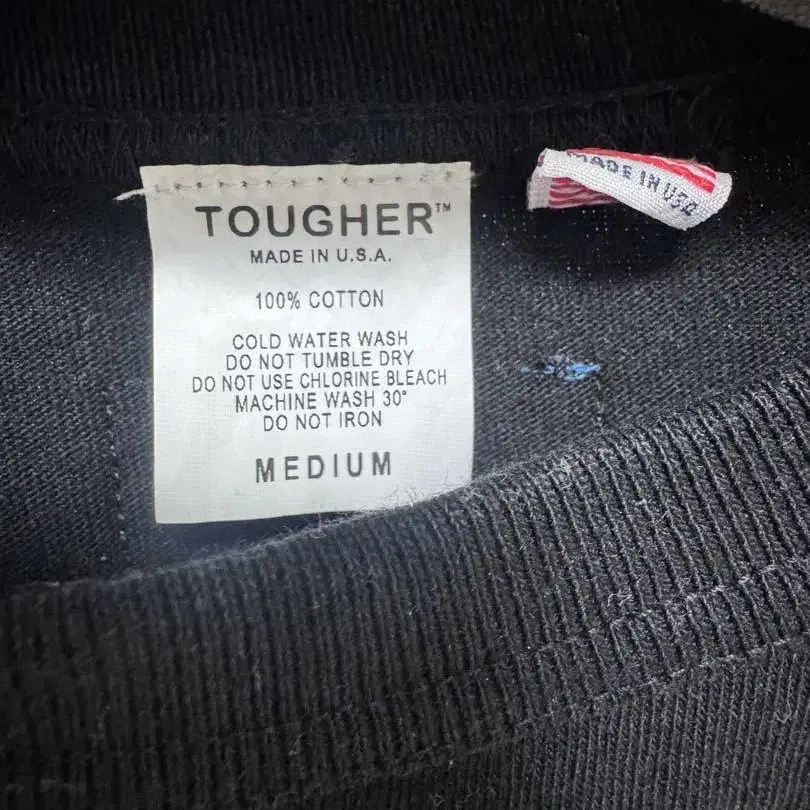 TOUGHER™
MADE IN U.S.A.
100% COTTON
COLD WATER WASH
DO NOT TUMBLE DRY
DO NOT USE CHLORINE BLEACH
MACHINE WASH 30°
DO NOT IRON
MEDIUM
MADE IN USA